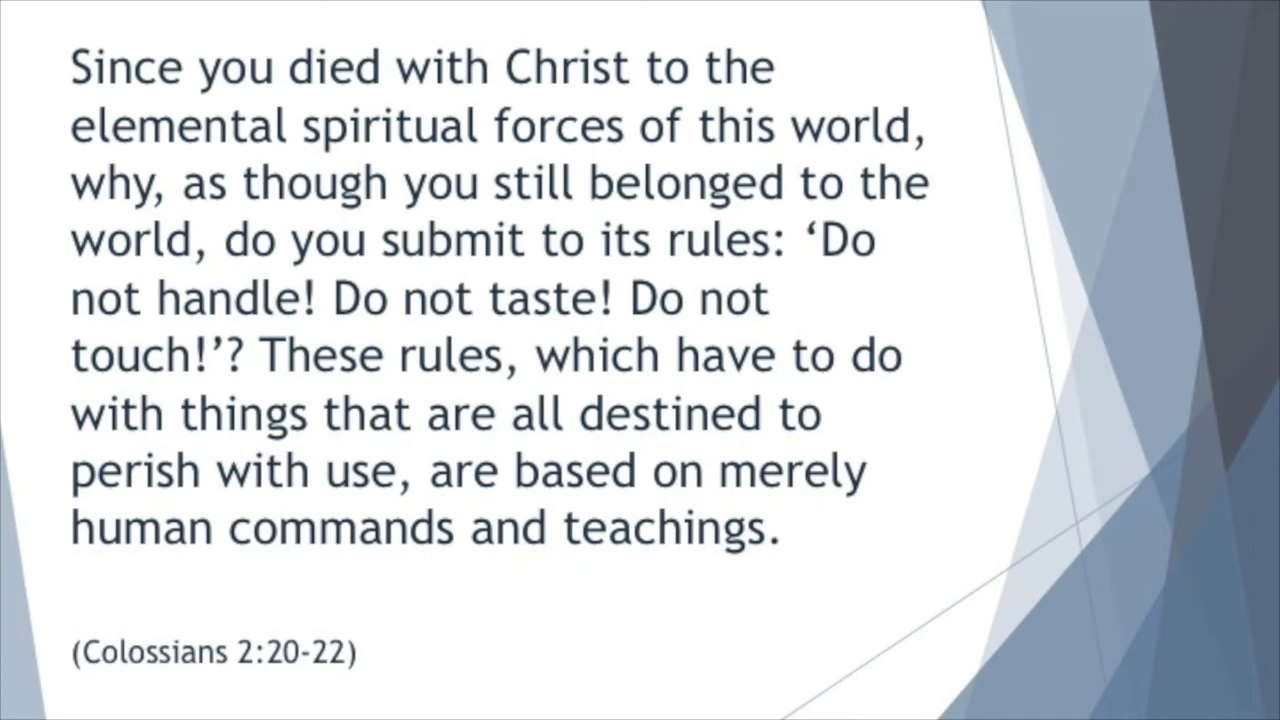 Since you died with Christ to the
elemental spiritual forces of this world,
why, as though you still belonged to the
world, do you submit to its rules: ‘Do
not handle! Do not taste! Do not
touch!’? These rules, which have to do
with things that are all destined to
perish with use, are based on merely
human commands and teachings.
(Colossians 2:20-22)